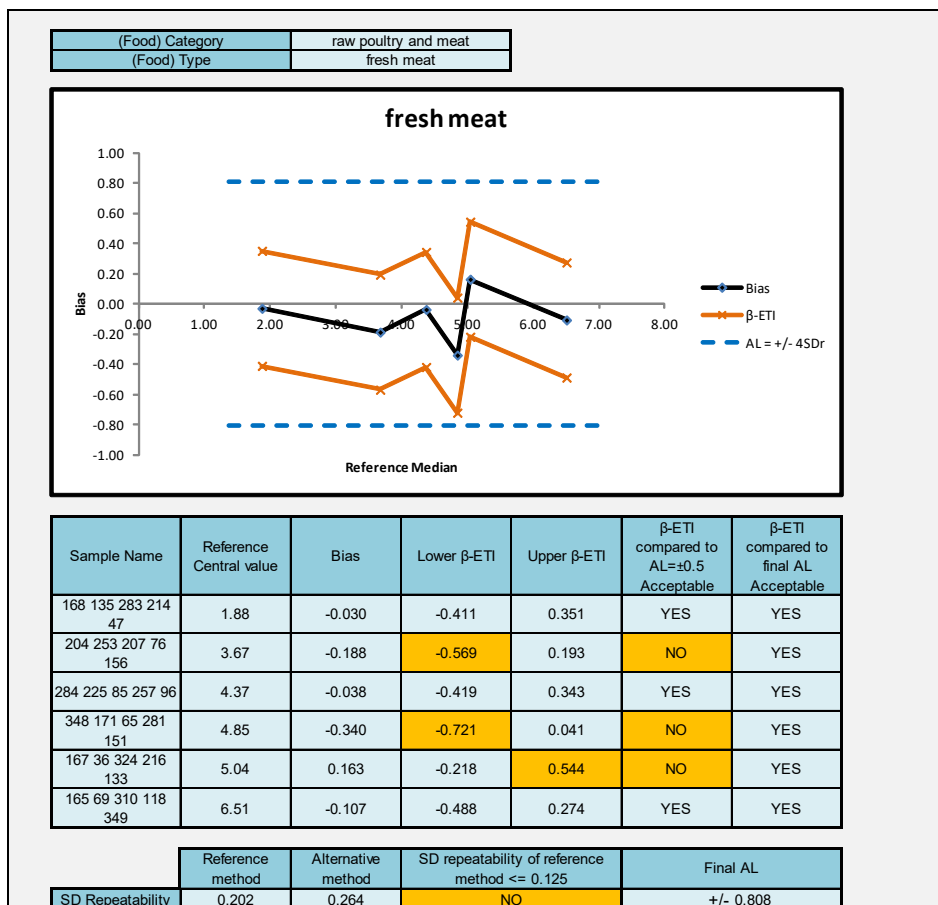 (Food) Category raw poultry and meat
(Food) Type fresh meat
fresh meat
1.00
0.80
0.60
0.40
0.20
0.00
-0.20
-0.40
-0.60
-0.80
-1.00
0.00 1.00 2.00 3.00 4.00 5.00 6.00 7.00 8.00
Bias
Reference Median
Bias
β-ETI
AL = +/- 4SDr
Sample Name Reference Central value Bias Lower β-ETI Upper β-ETI β-ETI compared to AL=±0.5 Acceptable β-ETI compared to final AL Acceptable
168 135 283 214 47 1.88 -0.030 -0.411 0.351 YES YES
204 253 207 76 156 3.67 -0.188 -0.569 0.193 NO YES
284 225 85 257 96 4.37 -0.038 -0.419 0.343 YES YES
348 171 65 281 151 4.85 -0.340 -0.721 0.041 NO YES
167 36 324 216 133 5.04 0.163 -0.218 0.544 NO YES
165 69 310 118 349 6.51 -0.107 -0.488 0.274 YES YES
Reference method Alternative method SD repeatability of reference method <= 0.125 Final AL
SD Repeatability 0.202 0.264 NO +/- 0.808